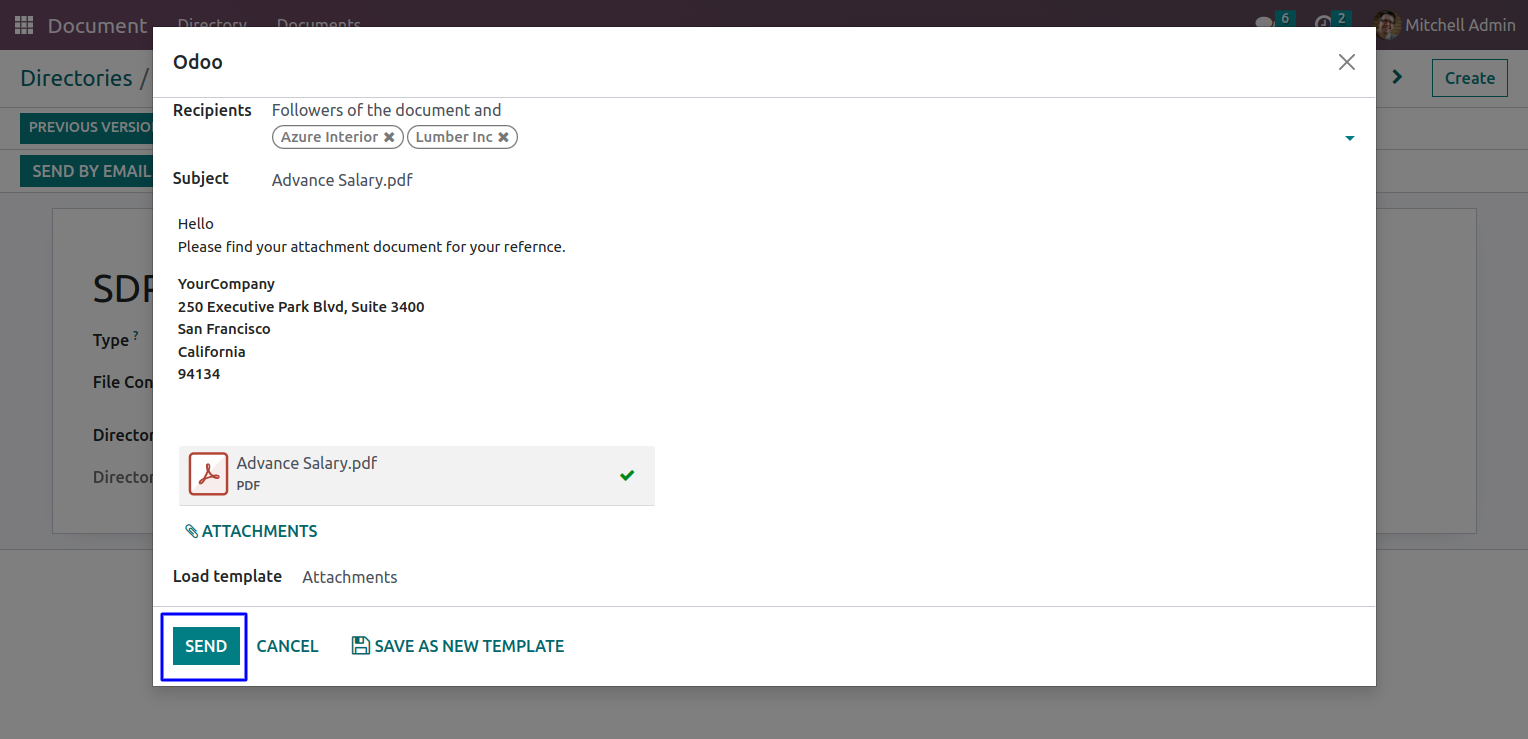 Document Directory Documents 6 2 Mitchell Admin
Odoo
Directories / Create
Recipients Followers of the document and
Azure Interior Lumber Inc
PREVIOUS VERSIO
SEND BY EMAIL
Subject Advance Salary.pdf
Hello
Please find your attachment document for your refernce.
YourCompany
250 Executive Park Blvd, Suite 3400
San Francisco
California
94134
SDF
Type ?
File Con
Director
Director
Advance Salary.pdf
PDF
ATTACHMENTS
Load template Attachments
SEND CANCEL SAVE AS NEW TEMPLATE